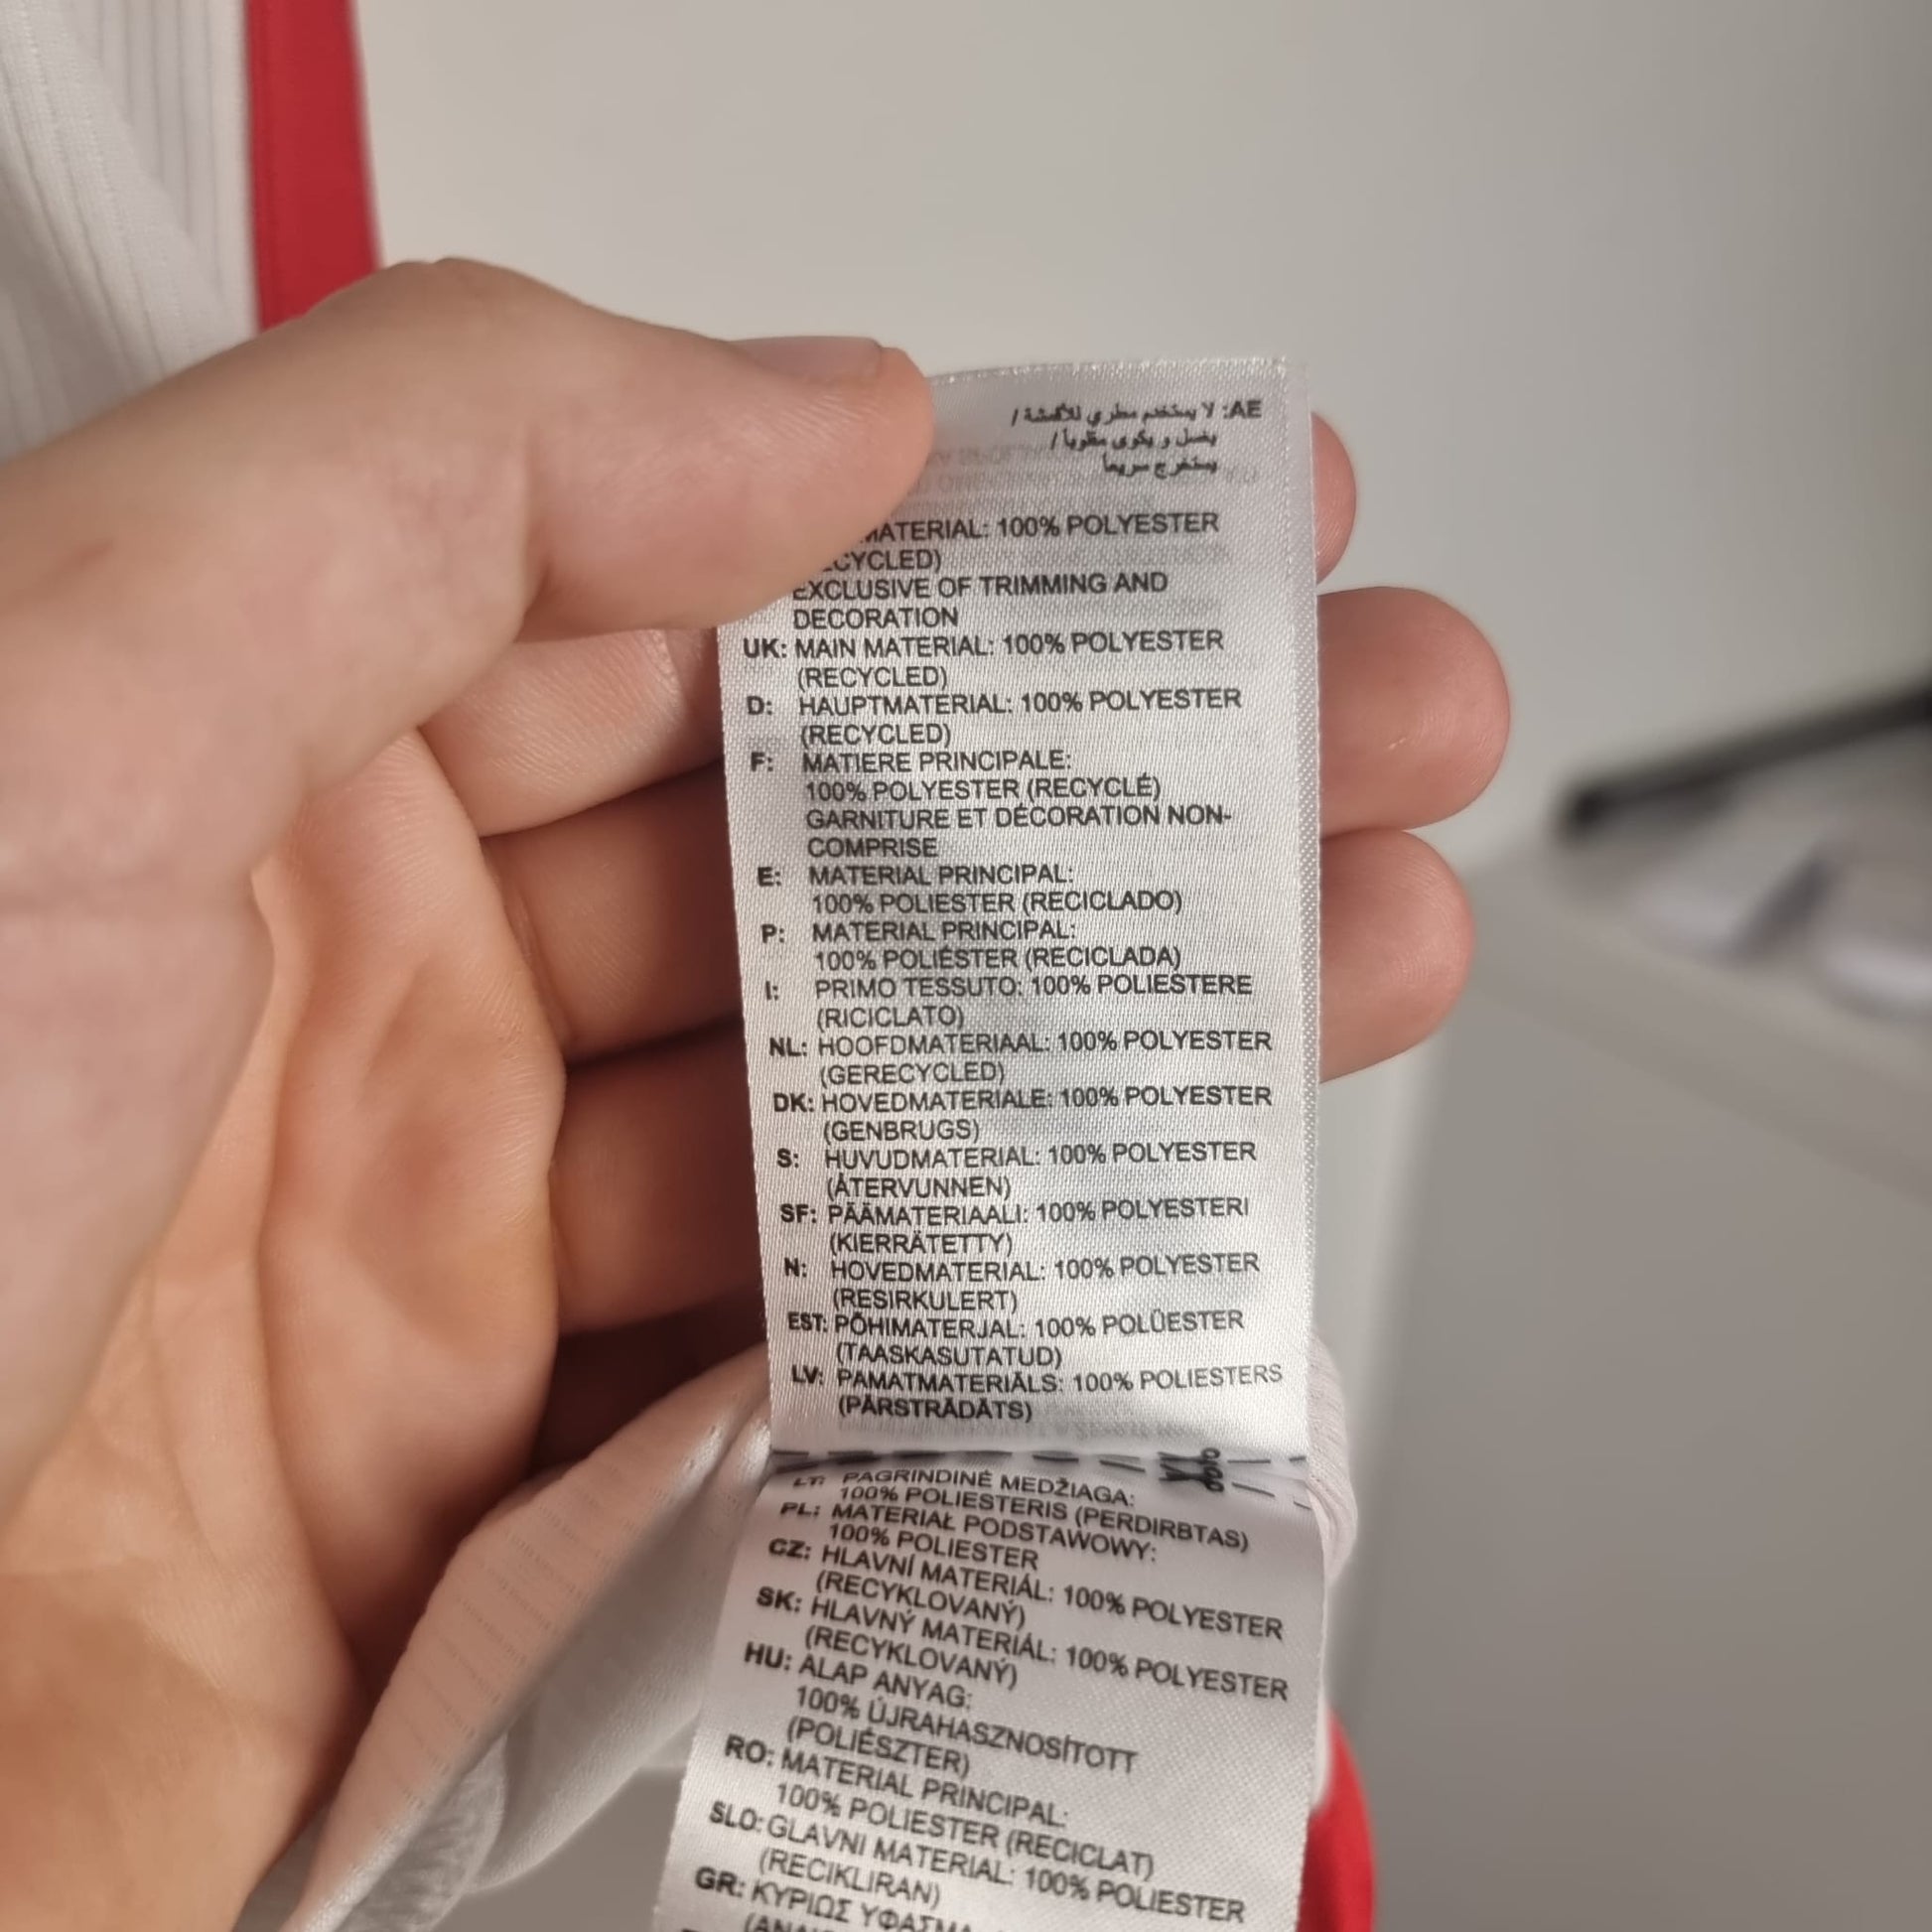 AE: لا يستخدم مطري للأقمشة /
يغسل و يكوى مقلوباً /
يستخرج سريعاً
MATERIAL: 100% POLYESTER
EXCLUSIVE OF TRIMMING AND
DECORATION
UK: MAIN MATERIAL: 100% POLYESTER
(RECYCLED)
D: HAUPTMATERIAL: 100% POLYESTER
(RECYCLED)
F: MATIERE PRINCIPALE:
100% POLYESTER (RECYCLÉ)
GARNITURE ET DÉCORATION NON-
COMPRISE
E: MATERIAL PRINCIPAL:
100% POLIESTER (RECICLADO)
P: MATERIAL PRINCIPAL:
100% POLIÉSTER (RECICLADA)
I: PRIMO TESSUTO: 100% POLIESTERE
(RICICLATO)
NL: HOOFDMATERIAAL: 100% POLYESTER
(GERECYCLED)
DK: HOVEDMATERIALE: 100% POLYESTER
(GENBRUGS)
S: HUVUDMATERIAL: 100% POLYESTER
(ÅTERVUNNEN)
SF: PÄÄMATERIAALI: 100% POLYESTERI
(KIERRÄTETTY)
N: HOVEDMATERIAL: 100% POLYESTER
(RESIRKULERT)
EST: PÕHIMATERJAL: 100% POLÜESTER
(TAASKASUTATUD)
LV: PAMATMATERIĀLS: 100% POLIESTERS
(PĀRSTRĀDĀTS)
LT: PAGRINDINĖ MEDŽIAGA:
100% POLIESTERIS (PERDIRBTAS)
PL: MATERIAŁ PODSTAWOWY:
100% POLIESTER
CZ: HLAVNÍ MATERIÁL: 100% POLYESTER
(RECYKLOVANÝ)
SK: HLAVNÝ MATERIÁL: 100% POLYESTER
(RECYKLOVANÝ)
HU: ALAP ANYAG:
100% ÚJRAHASZNOSÍTOTT
(POLIÉSZTER)
RO: MATERIAL PRINCIPAL:
100% POLIESTER (RECICLAT)
SLO: GLAVNI MATERIAL: 100% POLIESTER
(RECIKLIRAN)
GR: ΚΥΡΙΩΣ ΥΦΑΣΜΑ